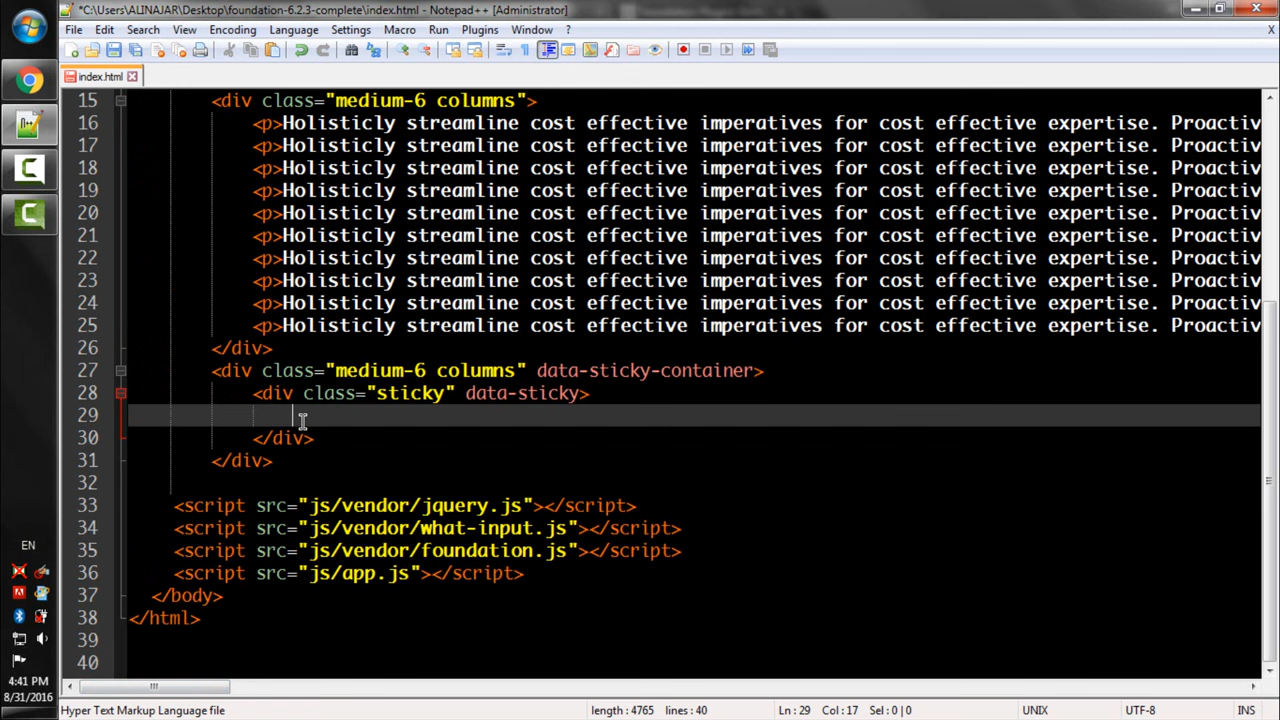 *C:\Users\ALINAJAR\Desktop\foundation-6.2.3-complete\index.html - Notepad++ [Administrator]
File Edit Search View Encoding Language Settings Macro Run Plugins Window ? X
index.html
15 <div class="medium-6 columns">
16 <p>Holisticly streamline cost effective imperatives for cost effective expertise. Proactiv
17 <p>Holisticly streamline cost effective imperatives for cost effective expertise. Proactiv
18 <p>Holisticly streamline cost effective imperatives for cost effective expertise. Proactiv
19 <p>Holisticly streamline cost effective imperatives for cost effective expertise. Proactiv
20 <p>Holisticly streamline cost effective imperatives for cost effective expertise. Proactiv
21 <p>Holisticly streamline cost effective imperatives for cost effective expertise. Proactiv
22 <p>Holisticly streamline cost effective imperatives for cost effective expertise. Proactiv
23 <p>Holisticly streamline cost effective imperatives for cost effective expertise. Proactiv
24 <p>Holisticly streamline cost effective imperatives for cost effective expertise. Proactiv
25 <p>Holisticly streamline cost effective imperatives for cost effective expertise. Proactiv
26 </div>
27 <div class="medium-6 columns" data-sticky-container>
28 <div class="sticky" data-sticky>
29
30 </div>
31 </div>
32
33 <script src="js/vendor/jquery.js"></script>
34 <script src="js/vendor/what-input.js"></script>
35 <script src="js/vendor/foundation.js"></script>
36 <script src="js/app.js"></script>
37 </body>
38 </html>
39
40
EN
4:41 PM
8/31/2016
Hyper Text Markup Language file length : 4765 lines : 40 Ln : 29 Col : 17 Sel : 0 | 0 UNIX UTF-8 INS